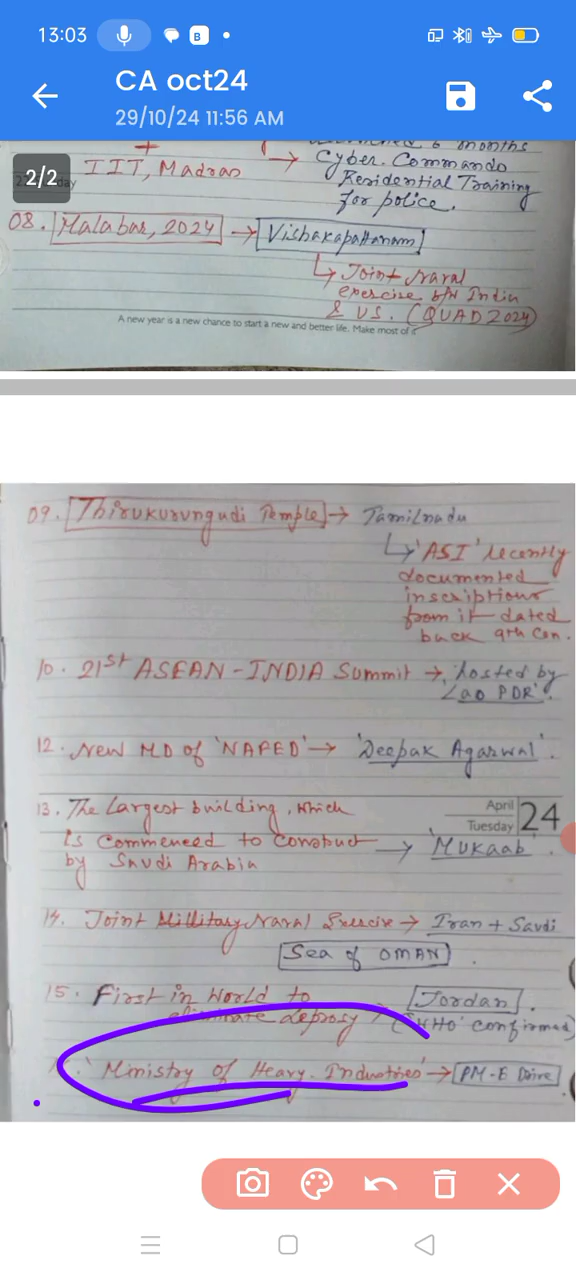 13:03
CA oct24
29/10/24 11:56 AM
2/2
months
IIT, Madras → Cyber. Commando
Residential Training
for police.
08. Malabar, 2024 → Vishakapattanam
↳ Joint Naval
exercise b/w India
& US. (QUAD 2024)
A new year is a new chance to start a new and better life. Make most of
09. Thirukurungudi Temple → Tamilnadu
↳ 'ASI' recently
documented
inscriptions
from it dated
back 9th Cen.
10. 21st ASEAN-INDIA Summit → hosted by
'Lao PDR'.
12. New MD of 'NAFED' → 'Deepak Agarwal'.
April
Tuesday 24
13. The Largest building, which
is commenced to construct → 'Mukaab'.
by Saudi Arabia
14. Joint Millitary Naval Exercise → Iran + Saudi
Sea of OMAN.
15. First in World to Jordan.
eliminate leprosy → ('WHO' confirmed)
'Ministry of Heavy Industries' → PM-E Drive